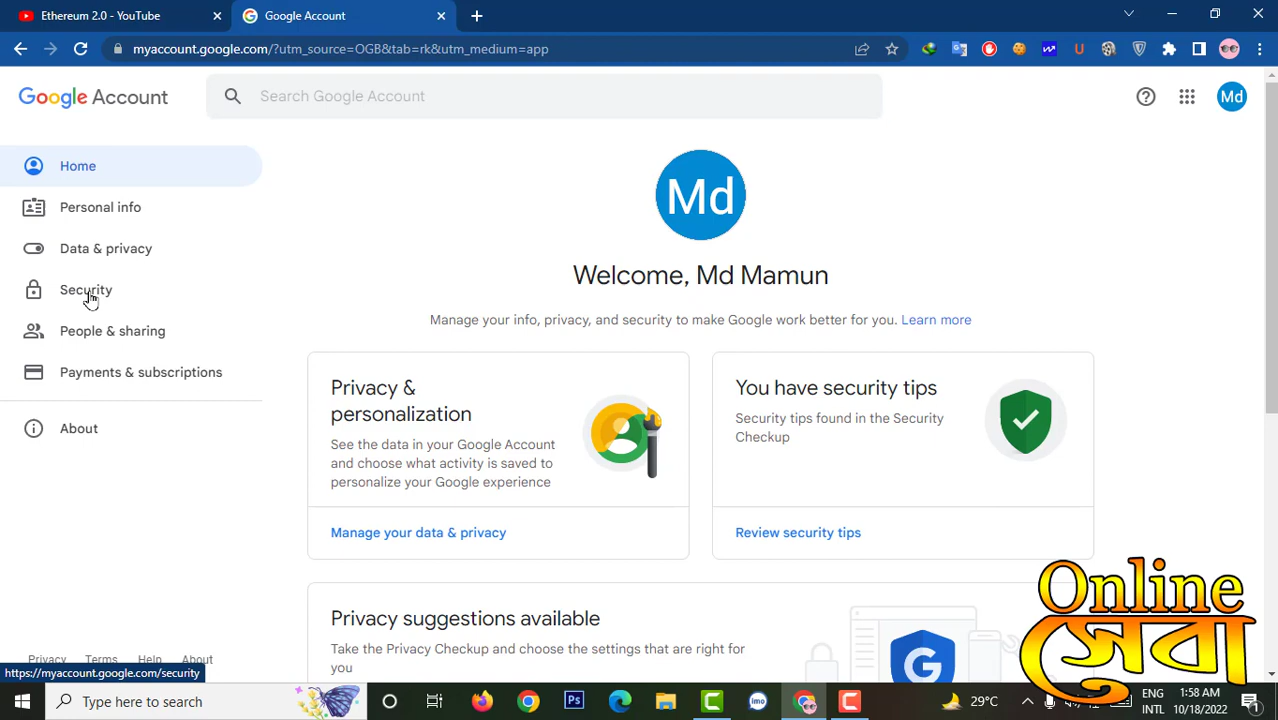 Ethereum 2.0 - YouTube
Google Account
myaccount.google.com/?utm_source=OGB&tab=rk&utm_medium=app
Google Account
Search Google Account
Md
Home
Personal info
Data & privacy
Security
People & sharing
Payments & subscriptions
About
Md
Welcome, Md Mamun
Manage your info, privacy, and security to make Google work better for you. Learn more
Privacy &
personalization
See the data in your Google Account
and choose what activity is saved to
personalize your Google experience
Manage your data & privacy
You have security tips
Security tips found in the Security
Checkup
Review security tips
Privacy suggestions available
Take the Privacy Checkup and choose the settings that are right for
you
G
Privacy Terms Help About
https://myaccount.google.com/security
Online
সেবা
Type here to search
Ps
imo
29°C
ENG
INTL
1:58 AM
10/18/2022
1